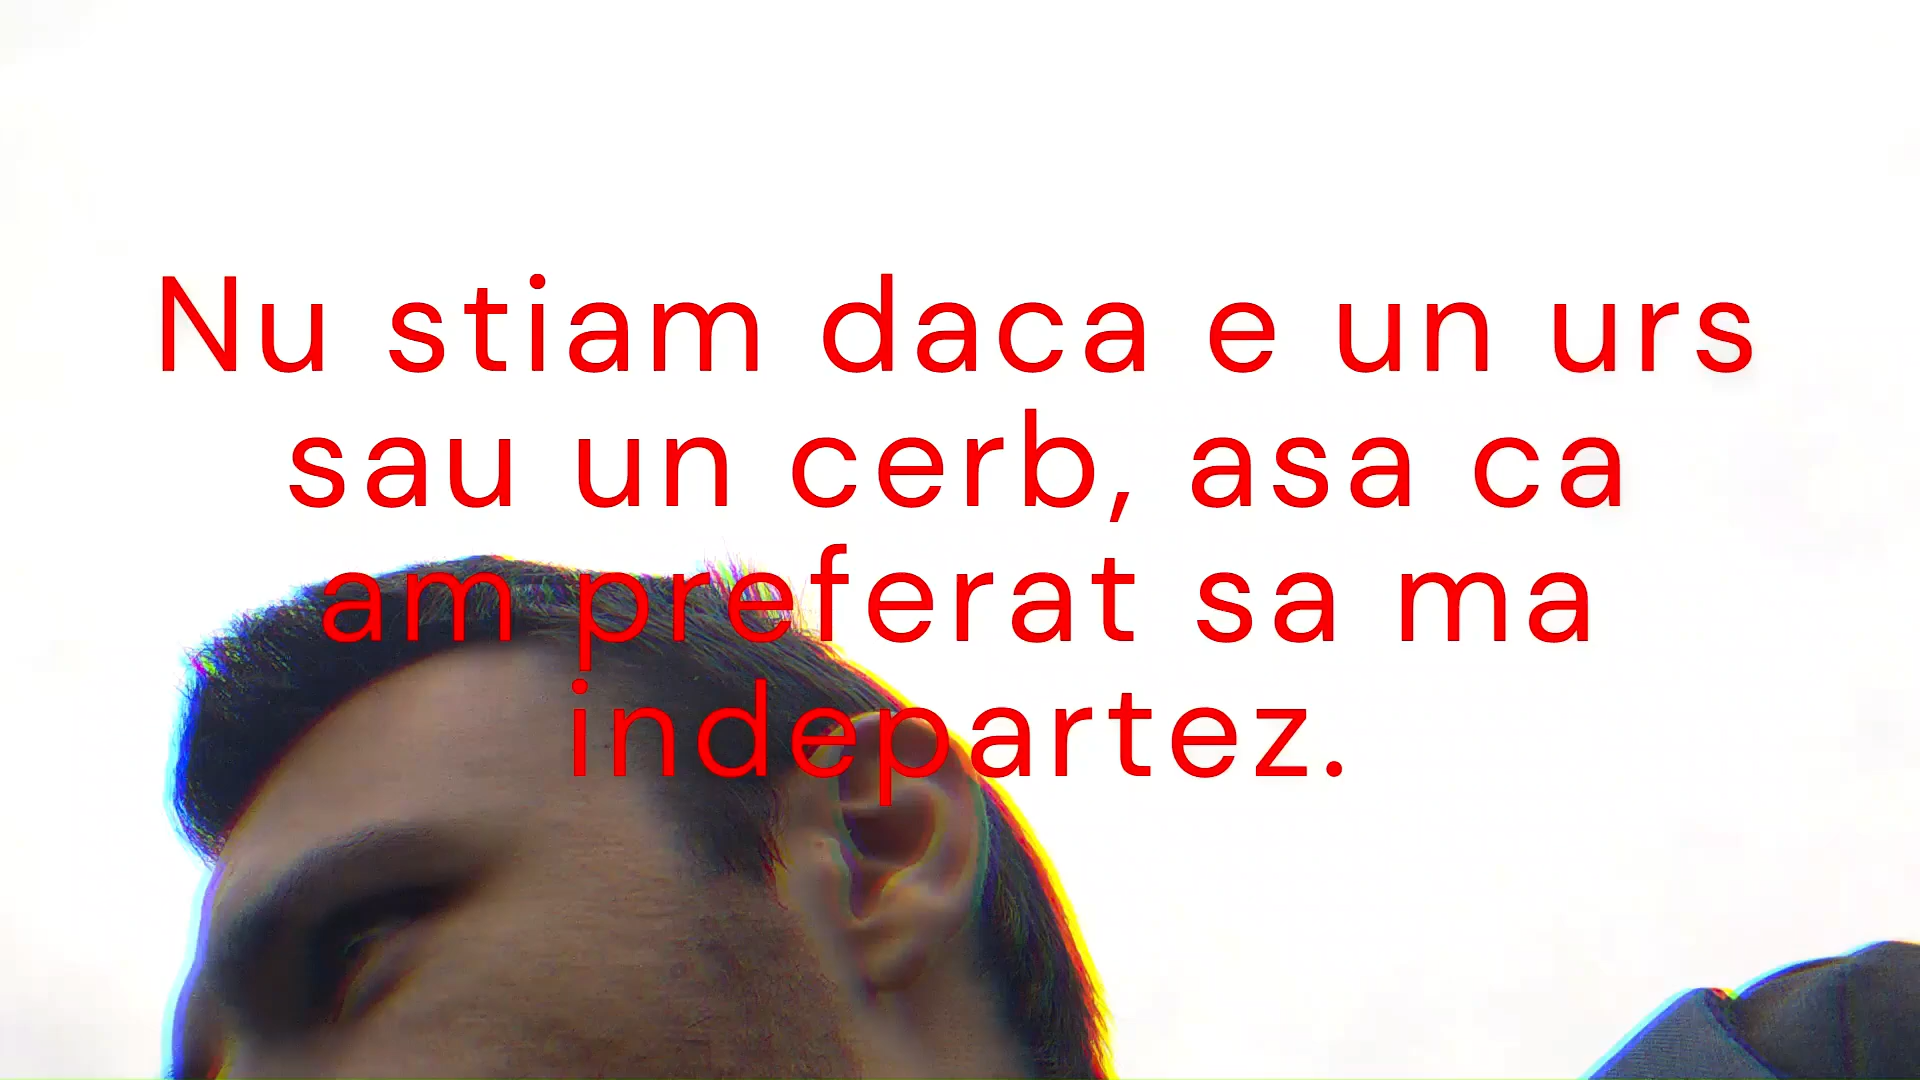 Nu stiam daca e un urs
sau un cerb, asa ca
am preferat sa ma
indepartez.